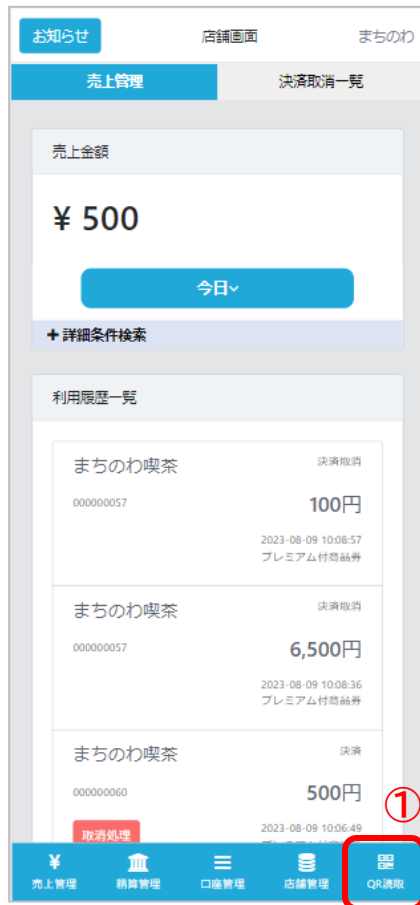 お知らせ 店舗画面 まちのわ
売上管理 決済取消一覧
売上金額
¥ 500
今日
+ 詳細条件検索
利用履歴一覧
まちのわ喫茶 決済取消
000000057 100円
2023-08-09 10:08:57
プレミアム付商品券
まちのわ喫茶 決済取消
000000057 6,500円
2023-08-09 10:08:36
プレミアム付商品券
まちのわ喫茶 決済
000000060 500円
①
取消処理 2023-08-09 10:06:49
¥
売上管理 精算管理 口座管理 店舗管理 QR読取